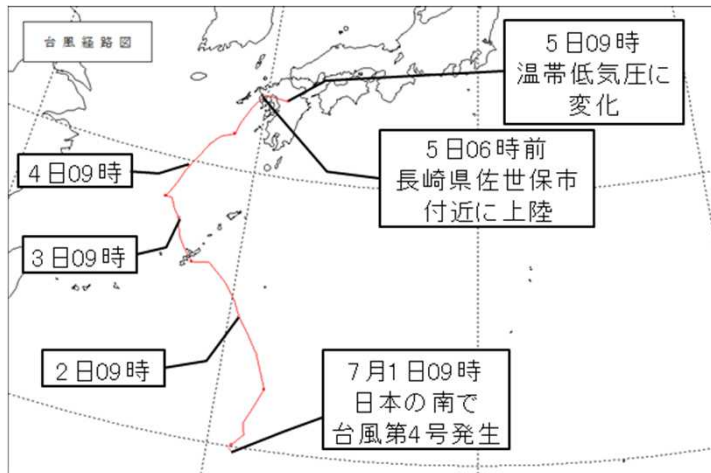 台風経路図
5日09時
温帯低気圧に
変化
5日06時前
長崎県佐世保市
付近に上陸
4日09時
3日09時
2日09時
7月1日09時
日本の南で
台風第4号発生